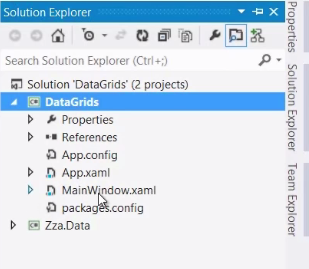 Solution Explorer
Search Solution Explorer (Ctrl+;)
Solution 'DataGrids' (2 projects)
DataGrids
Properties
References
App.config
App.xaml
MainWindow.xaml
packages.config
Zza.Data
Properties
Solution Explorer
Team Explorer